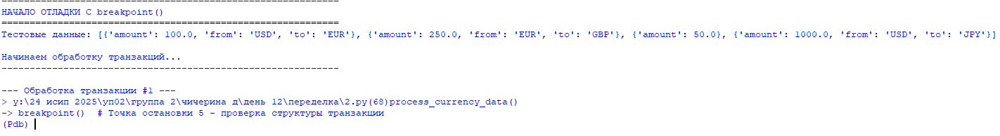 ============================================================
НАЧАЛО ОТЛАДКИ С breakpoint()
============================================================
Тестовые данные: [{'amount': 100.0, 'from': 'USD', 'to': 'EUR'}, {'amount': 250.0, 'from': 'EUR', 'to': 'GBP'}, {'amount': 50.0}, {'amount': 1000.0, 'from': 'USD', 'to': 'JPY'}]
Начинаем обработку транзакций...
------------------------------------------------------------
--- Обработка транзакции #1 ---
> y:\24 исип 2025\уп02\группа 2\чичерина д\день 12\переделка\2.py(68)process_currency_data()
-> breakpoint()  # Точка остановки 5 - проверка структуры транзакции
(Pdb)